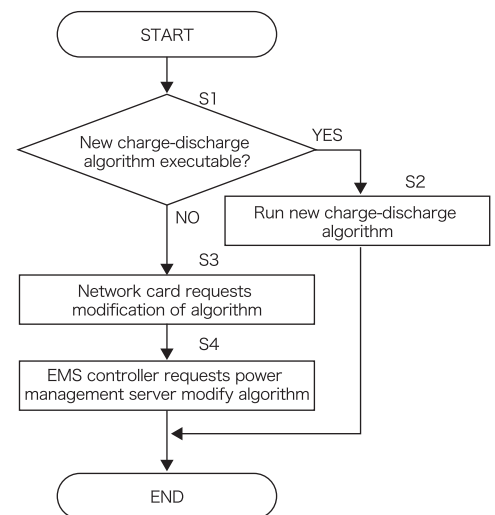 START
S1
New charge-discharge
algorithm executable?
YES
S2
Run new charge-discharge
algorithm
NO
S3
Network card requests
modification of algorithm
S4
EMS controller requests power
management server modify algorithm
END